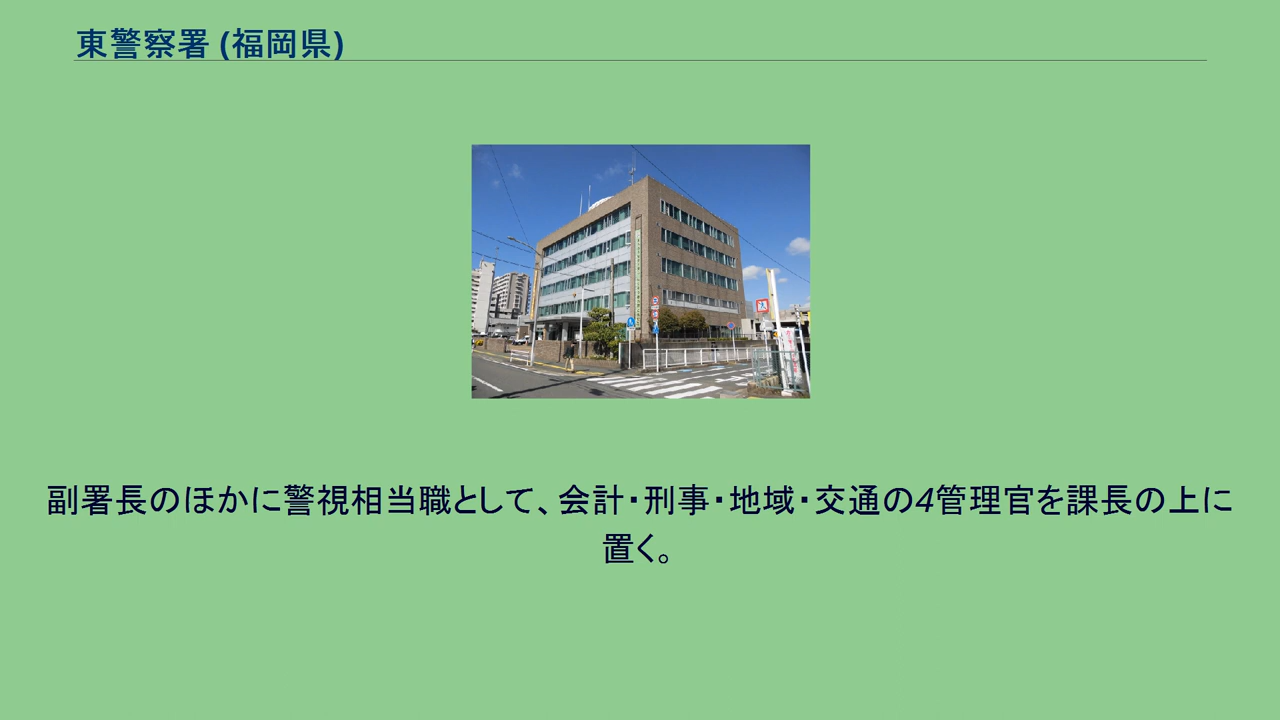 東警察署 (福岡県)
副署長のほかに警視相当職として、会計・刑事・地域・交通の4管理官を課長の上に
置く。